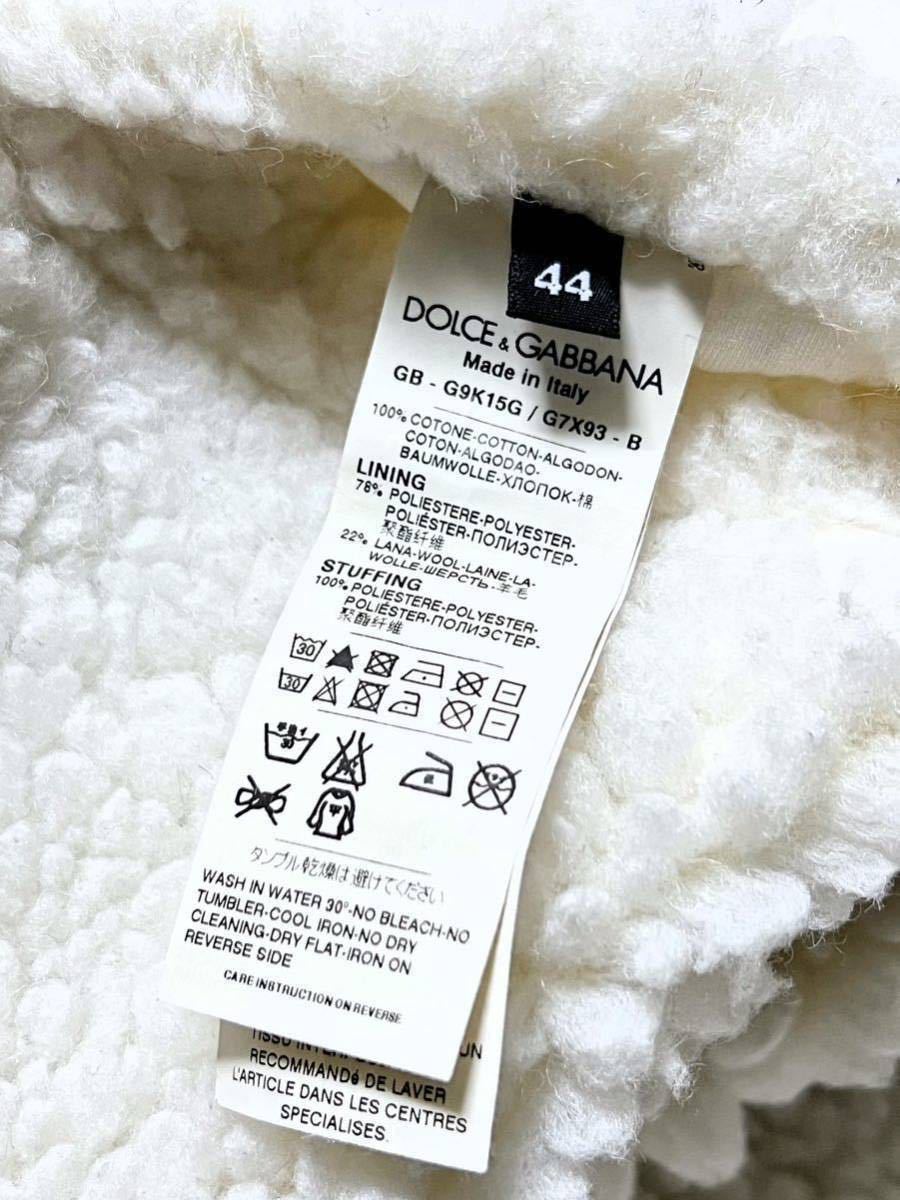 44
DOLCE & GABBANA
Made in Italy
GB - G9K15G / G7X93 - B
100% COTONE-COTTON-ALGODON-
COTON-ALGODAO-
BAUMWOLLE-ХЛОПОК-棉
LINING
78% POLIESTERE-POLYESTER-
POLIÉSTER-ПОЛИЭСТЕР-
聚酯纤维
22% LANA-WOOL-LAINE-LA-
WOLLE-ШЕРСТЬ-羊毛
STUFFING
100% POLIESTERE-POLYESTER-
POLIÉSTER-ПОЛИЭСТЕР-
聚酯纤维
30
30
30
タンブル乾燥は避けてください
WASH IN WATER 30°-NO BLEACH-NO
TUMBLER-COOL IRON-NO DRY
CLEANING-DRY FLAT-IRON ON
REVERSE SIDE
CARE INSTRUCTION ON REVERSE
TISSU UN
RECOMMANDé DE LAVER
L'ARTICLE DANS LES CENTRES
SPECIALISES.